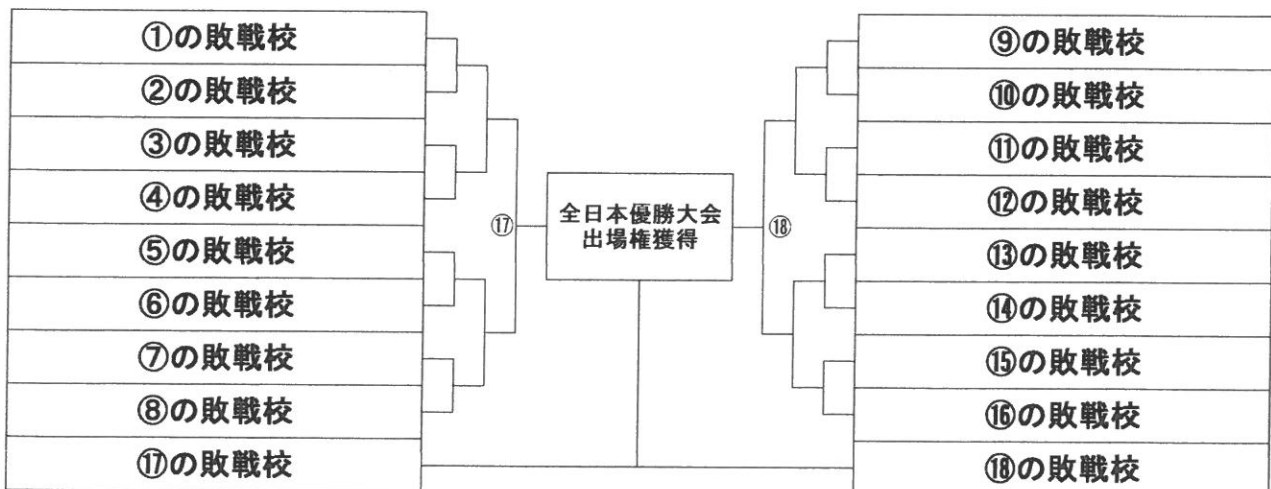 ①の敗戦校
②の敗戦校
③の敗戦校
④の敗戦校
⑤の敗戦校
⑥の敗戦校
⑦の敗戦校
⑧の敗戦校
⑰の敗戦校
⑰
全日本優勝大会
出場権獲得
⑱
⑨の敗戦校
⑩の敗戦校
⑪の敗戦校
⑫の敗戦校
⑬の敗戦校
⑭の敗戦校
⑮の敗戦校
⑯の敗戦校
⑱の敗戦校